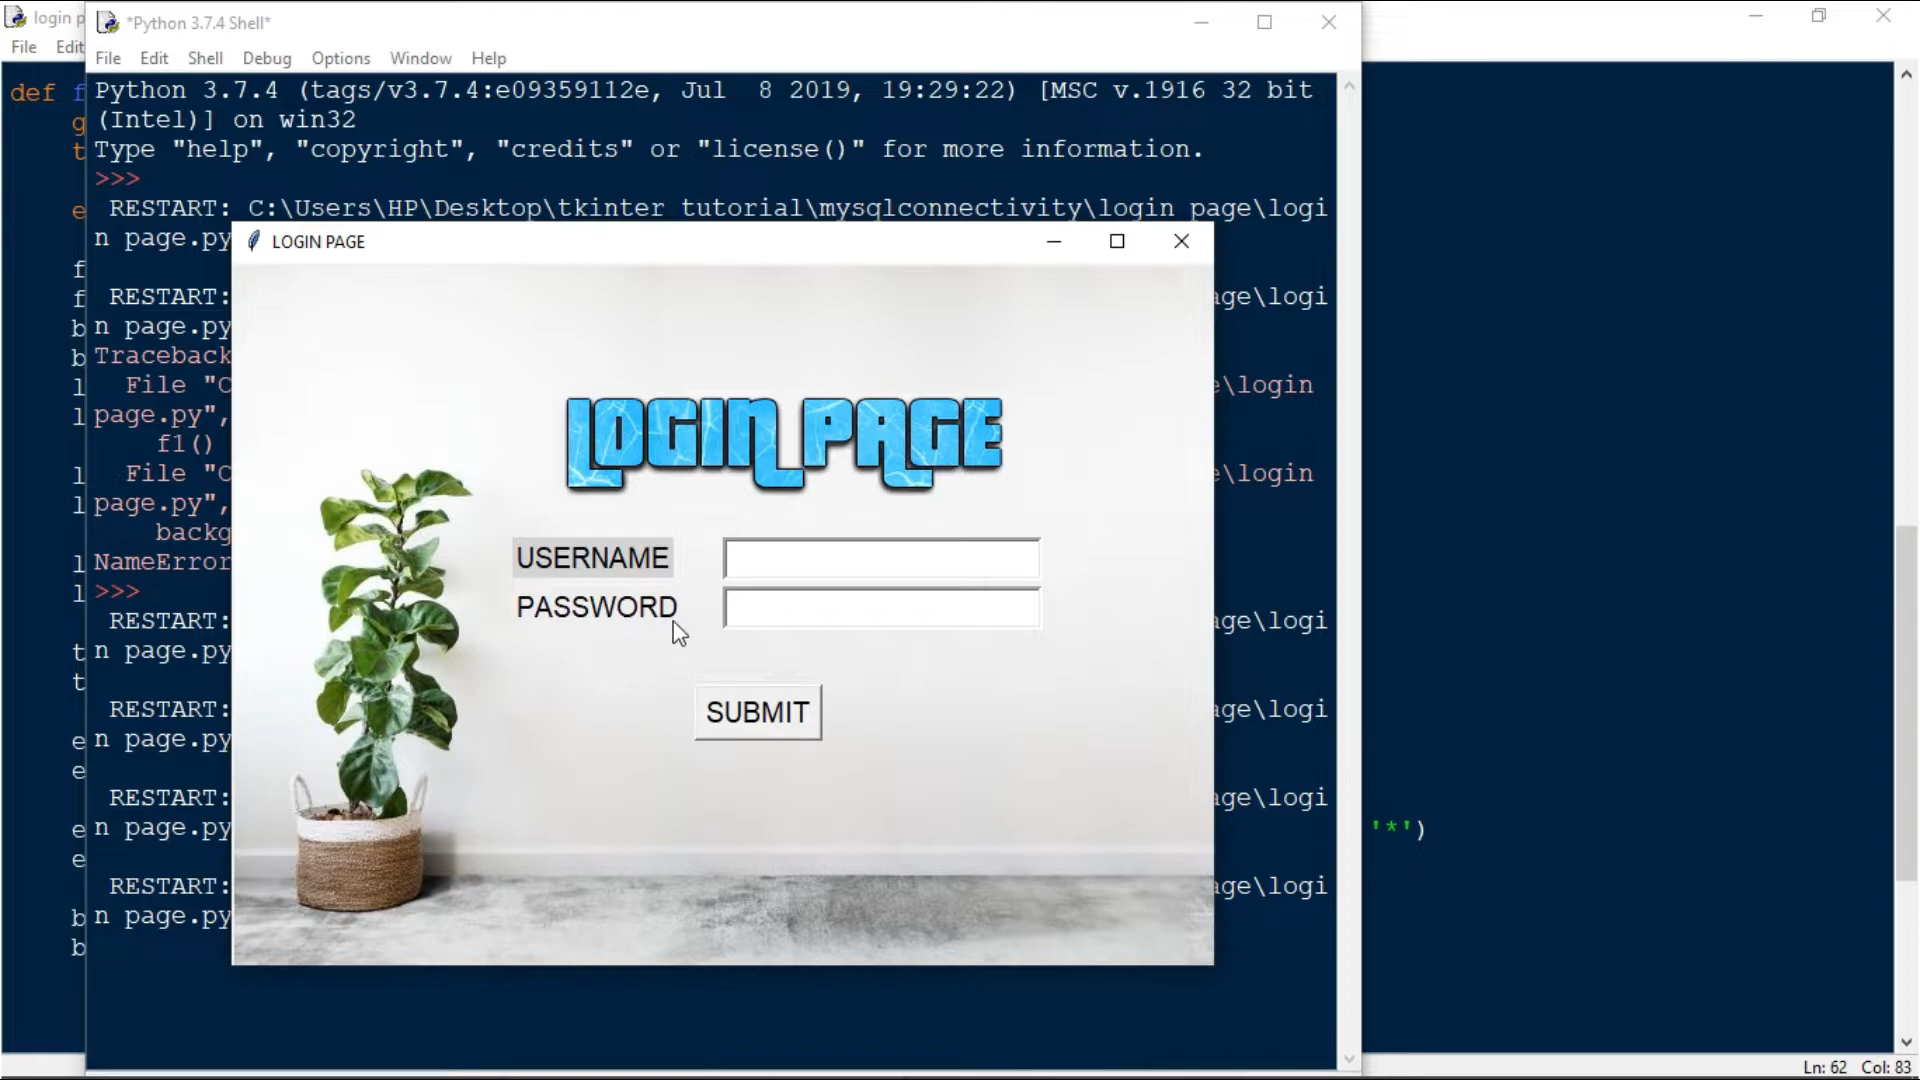 login p
*Python 3.7.4 Shell*
File Edit
File Edit Shell Debug Options Window Help
def f
g
t
e
f
f
b
b
l
l
l
l
l
l
t
t
e
e
e
e
b
b
Python 3.7.4 (tags/v3.7.4:e09359112e, Jul  8 2019, 19:29:22) [MSC v.1916 32 bit
(Intel)] on win32
Type "help", "copyright", "credits" or "license()" for more information.
>>>
RESTART: C:\Users\HP\Desktop\tkinter tutorial\mysqlconnectivity\login page\logi
n page.py
RESTART: age\logi
n page.py
Traceback
File "C e\login
page.py",
f1()
File "C e\login
page.py",
backg
NameError
>>>
RESTART: age\logi
n page.py
RESTART: age\logi
n page.py
RESTART: age\logi
n page.py
RESTART: age\logi
n page.py
'*')
LOGIN PAGE
LOGIN PAGE
USERNAME
PASSWORD
SUBMIT
Ln: 62 Col: 83